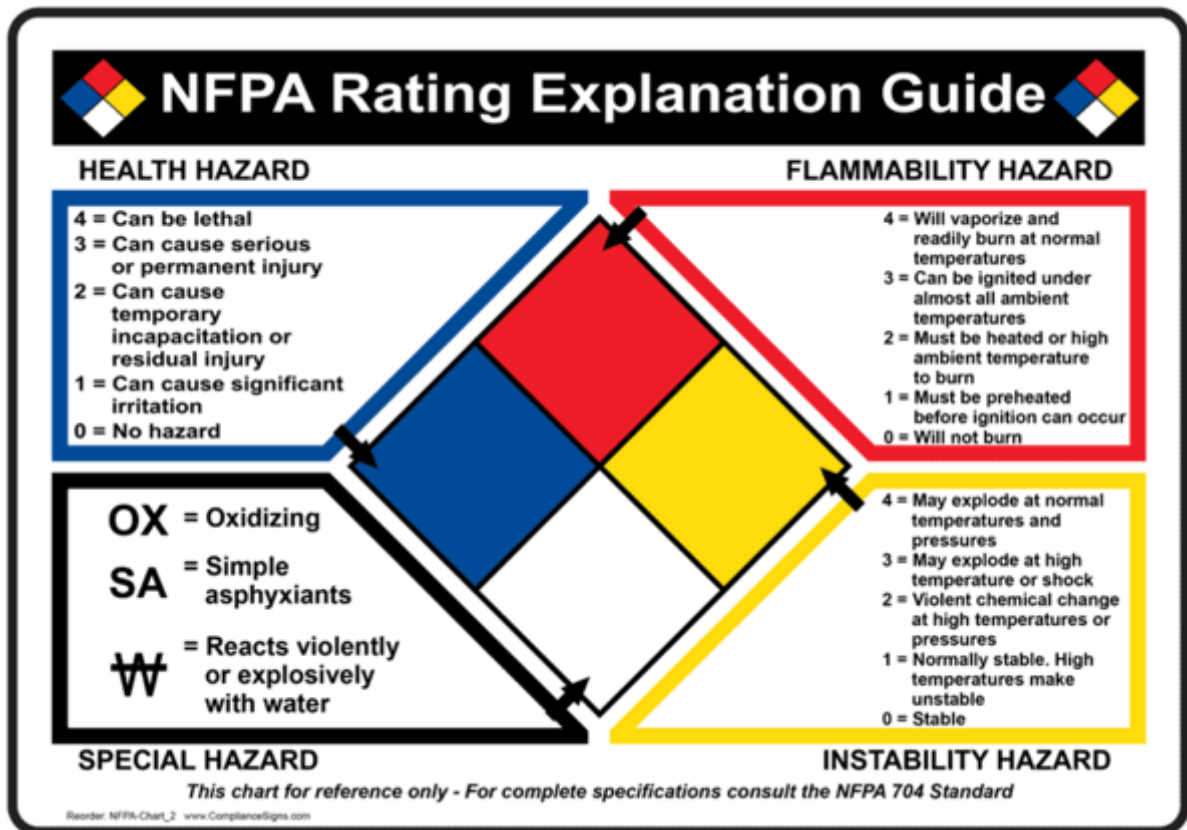 NFPA Rating Explanation Guide
HEALTH HAZARD
4 = Can be lethal
3 = Can cause serious
or permanent injury
2 = Can cause
temporary
incapacitation or
residual injury
1 = Can cause significant
irritation
0 = No hazard
FLAMMABILITY HAZARD
4 = Will vaporize and
readily burn at normal
temperatures
3 = Can be ignited under
almost all ambient
temperatures
2 = Must be heated or high
ambient temperature
to burn
1 = Must be preheated
before ignition can occur
0 = Will not burn
OX = Oxidizing
SA = Simple
asphyxiants
W = Reacts violently
or explosively
with water
SPECIAL HAZARD
4 = May explode at normal
temperatures and
pressures
3 = May explode at high
temperature or shock
2 = Violent chemical change
at high temperatures or
pressures
1 = Normally stable. High
temperatures make
unstable
0 = Stable
INSTABILITY HAZARD
This chart for reference only - For complete specifications consult the NFPA 704 Standard
Reorder: NFPA-Chart_2 www.ComplianceSigns.com